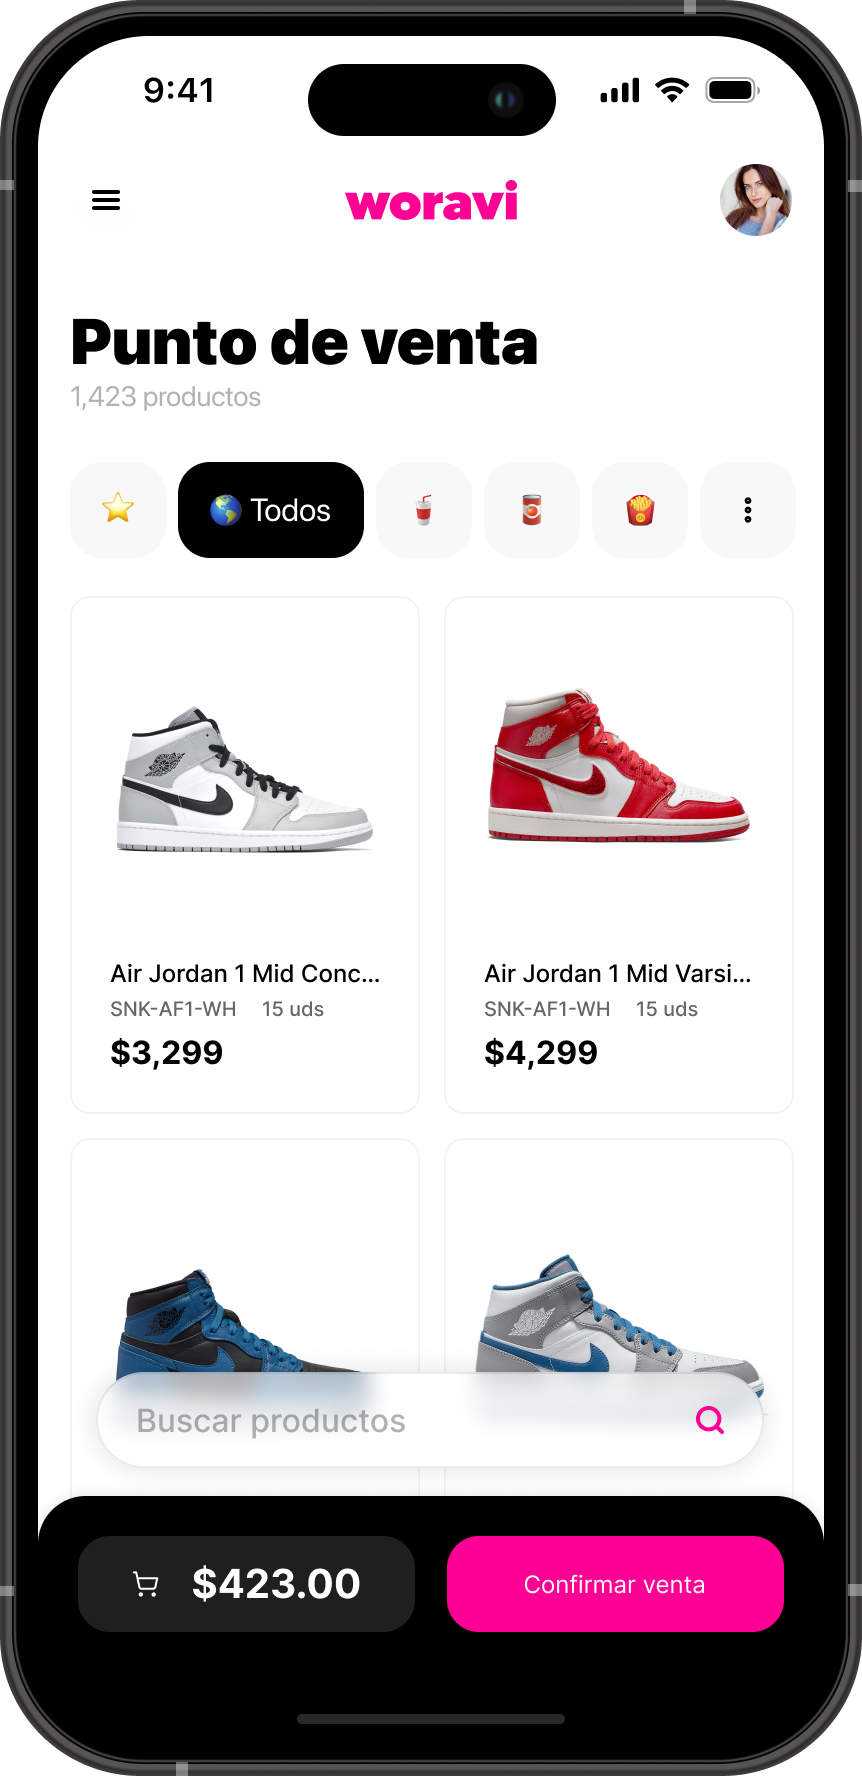 9:41
woravi
Punto de venta
1,423 productos
Todos
Air Jordan 1 Mid Conc...
SNK-AF1-WH 15 uds
$3,299
Air Jordan 1 Mid Varsi...
SNK-AF1-WH 15 uds
$4,299
Buscar productos
$423.00
Confirmar venta